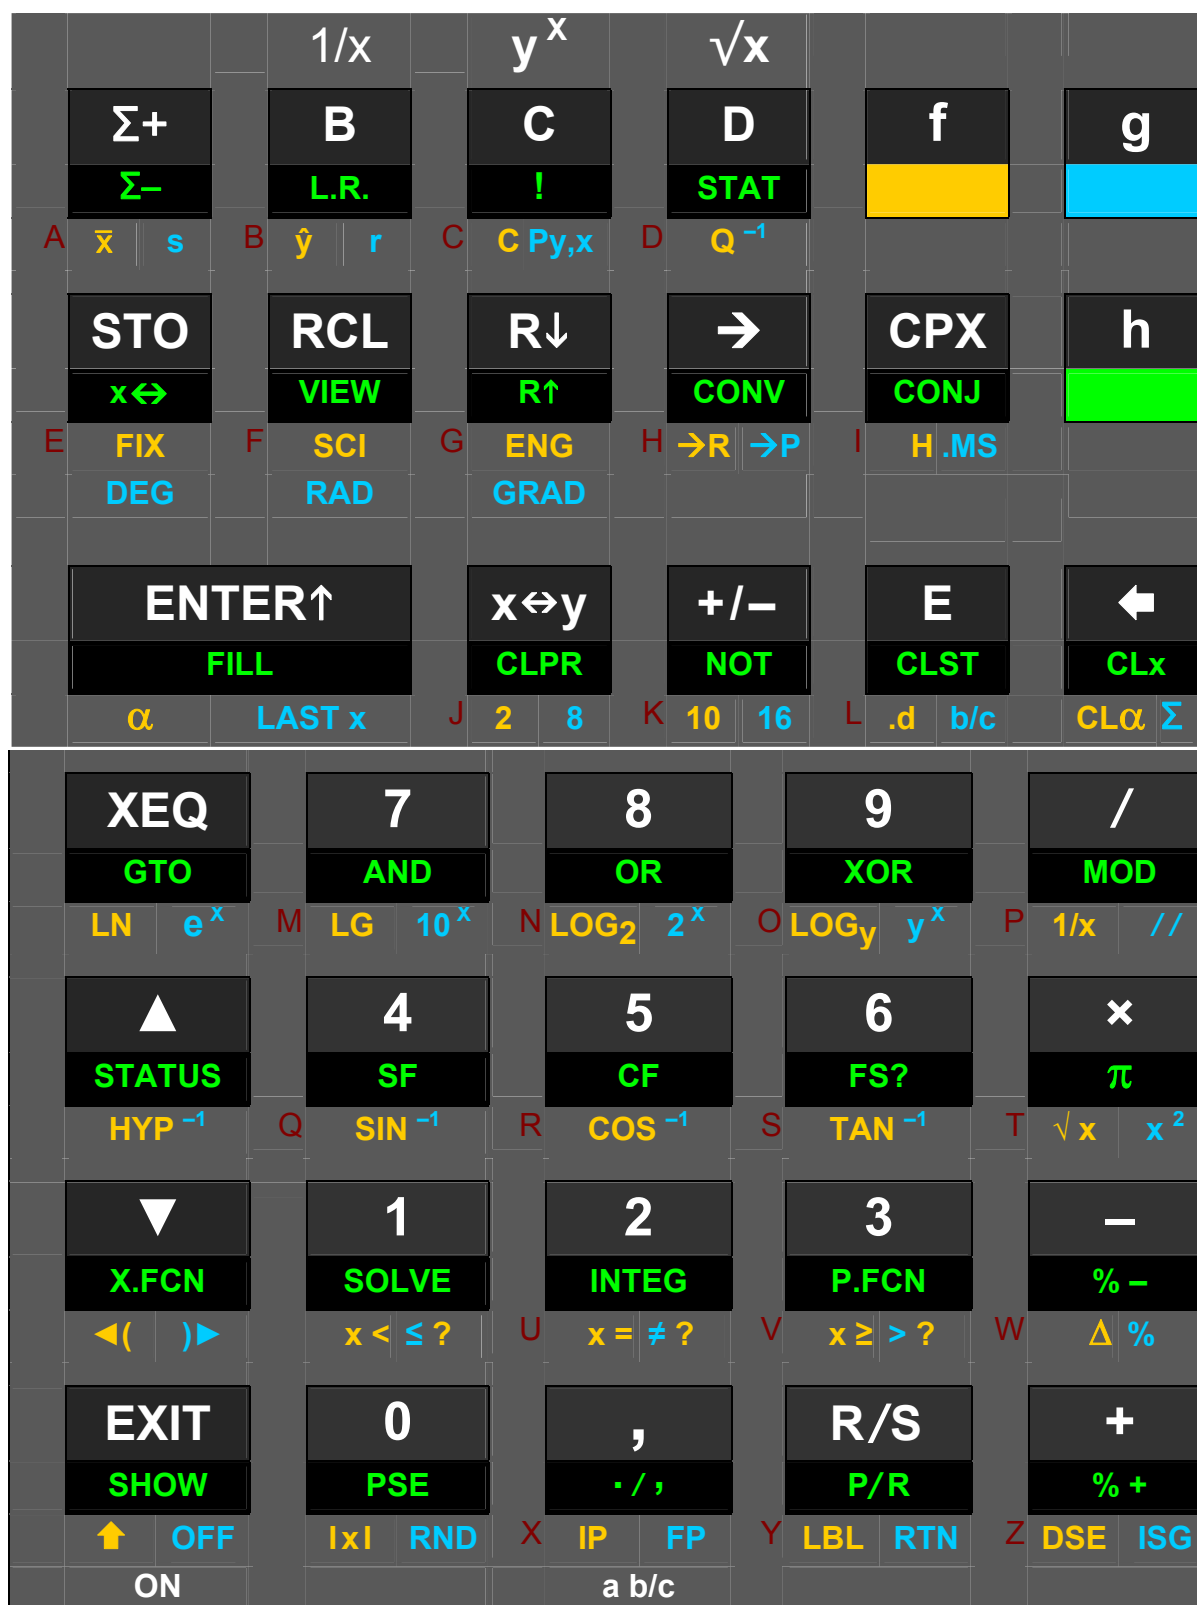 1/x y x √x
Σ+ B C D f g
Σ– L.R. ! STAT
A x̅ s B ŷ r C C Py,x D Q –1
STO RCL R↓ → CPX h
x↔ VIEW R↑ CONV CONJ
E FIX F SCI G ENG H →R →P I H .MS
DEG RAD GRAD
ENTER↑ x↔y +/– E 🡄
FILL CLPR NOT CLST CLx
α LAST x J 2 8 K 10 16 L .d b/c CLα Σ
XEQ 7 8 9 /
GTO AND OR XOR MOD
LN e x M LG 10 x N LOG2 2 x O LOGy y x P 1/x //
▲ 4 5 6 ×
STATUS SF CF FS? π
HYP –1 Q SIN –1 R COS –1 S TAN –1 T √ x x 2
▼ 1 2 3 –
X.FCN SOLVE INTEG P.FCN % –
◄( )► x < ≤ ? U x = ≠ ? V x ≥ > ? W Δ %
EXIT 0 , R/S +
SHOW PSE · / , P/R % +
🡅 OFF IxI RND X IP FP Y LBL RTN Z DSE ISG
ON a b/c